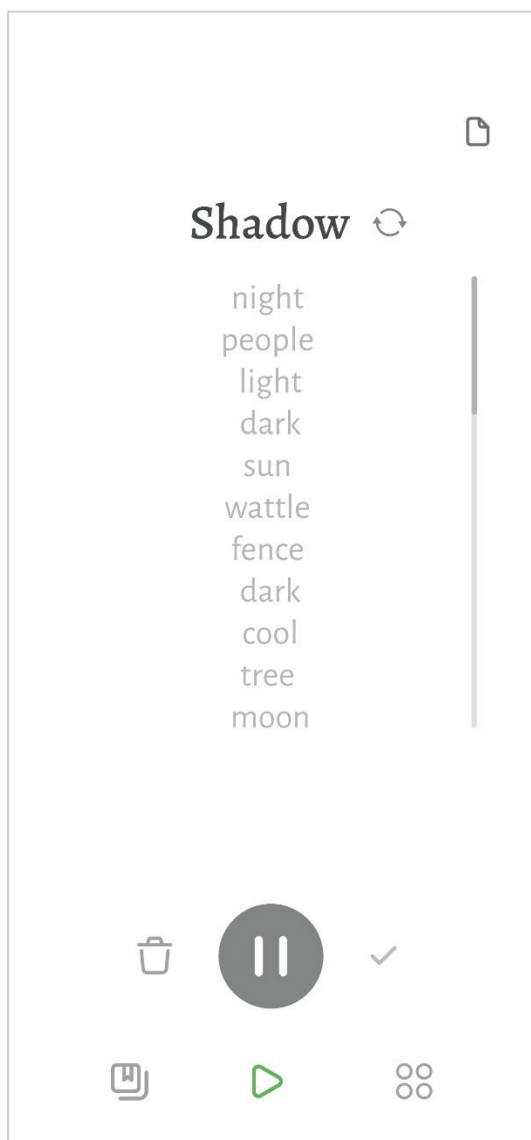 Shadow
night
people
light
dark
sun
wattle
fence
dark
cool
tree
moon